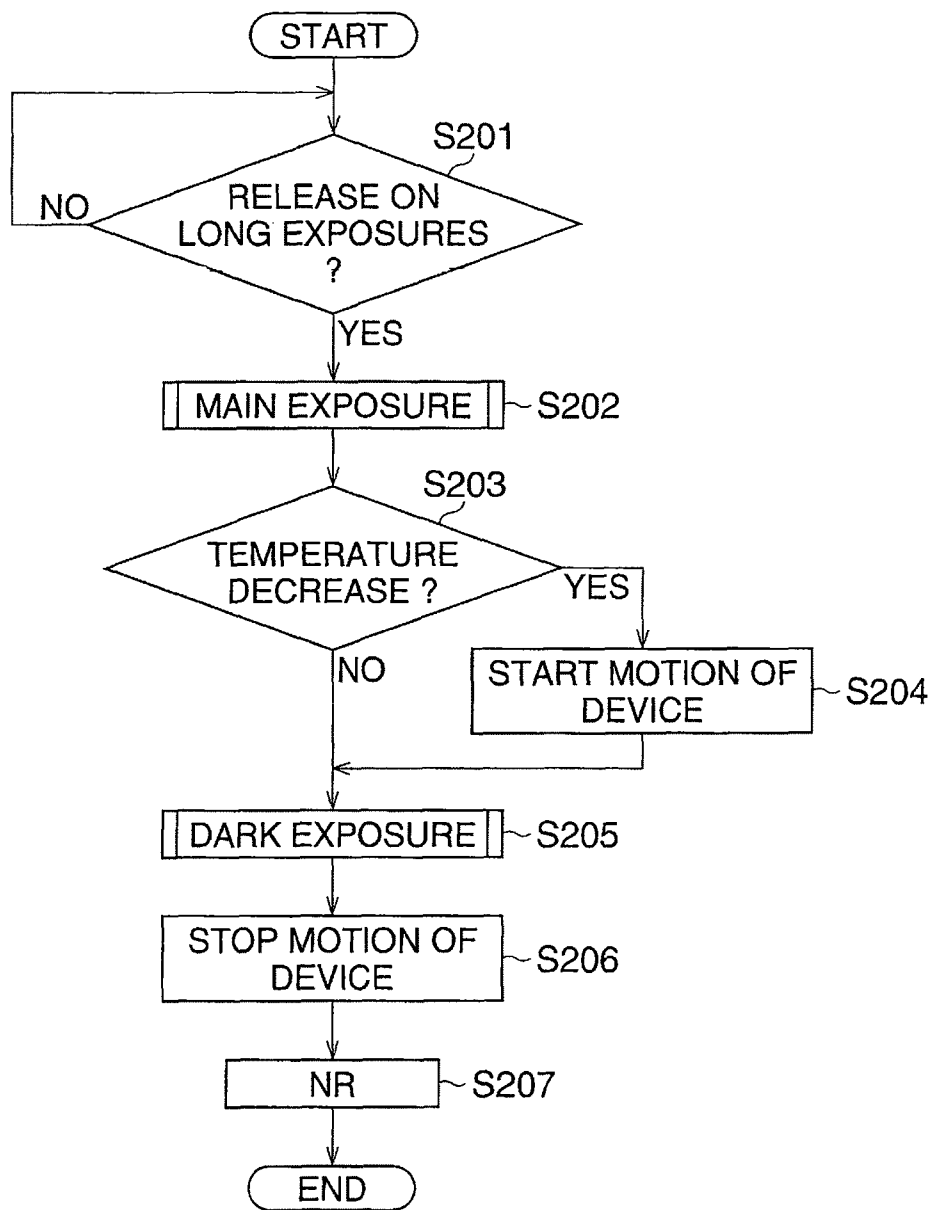 START
S201
RELEASE ON
LONG EXPOSURES
?
NO
YES
MAIN EXPOSURE
S202
S203
TEMPERATURE
DECREASE ?
YES
NO
START MOTION OF
DEVICE
S204
DARK EXPOSURE
S205
STOP MOTION OF
DEVICE
S206
NR
S207
END